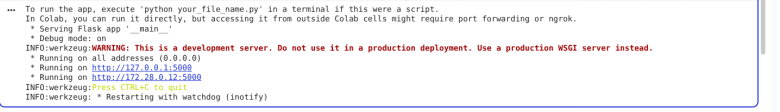 To run the app, execute 'python your_file_name.py' in a terminal if this were a script.
In Colab, you can run it directly, but accessing it from outside Colab cells might require port forwarding or ngrok.
 * Serving Flask app '__main__'
 * Debug mode: on
INFO:werkzeug:WARNING: This is a development server. Do not use it in a production deployment. Use a production WSGI server instead.
 * Running on all addresses (0.0.0.0)
 * Running on http://127.0.0.1:5000
 * Running on http://172.28.0.12:5000
INFO:werkzeug:Press CTRL+C to quit
INFO:werkzeug: * Restarting with watchdog (inotify)